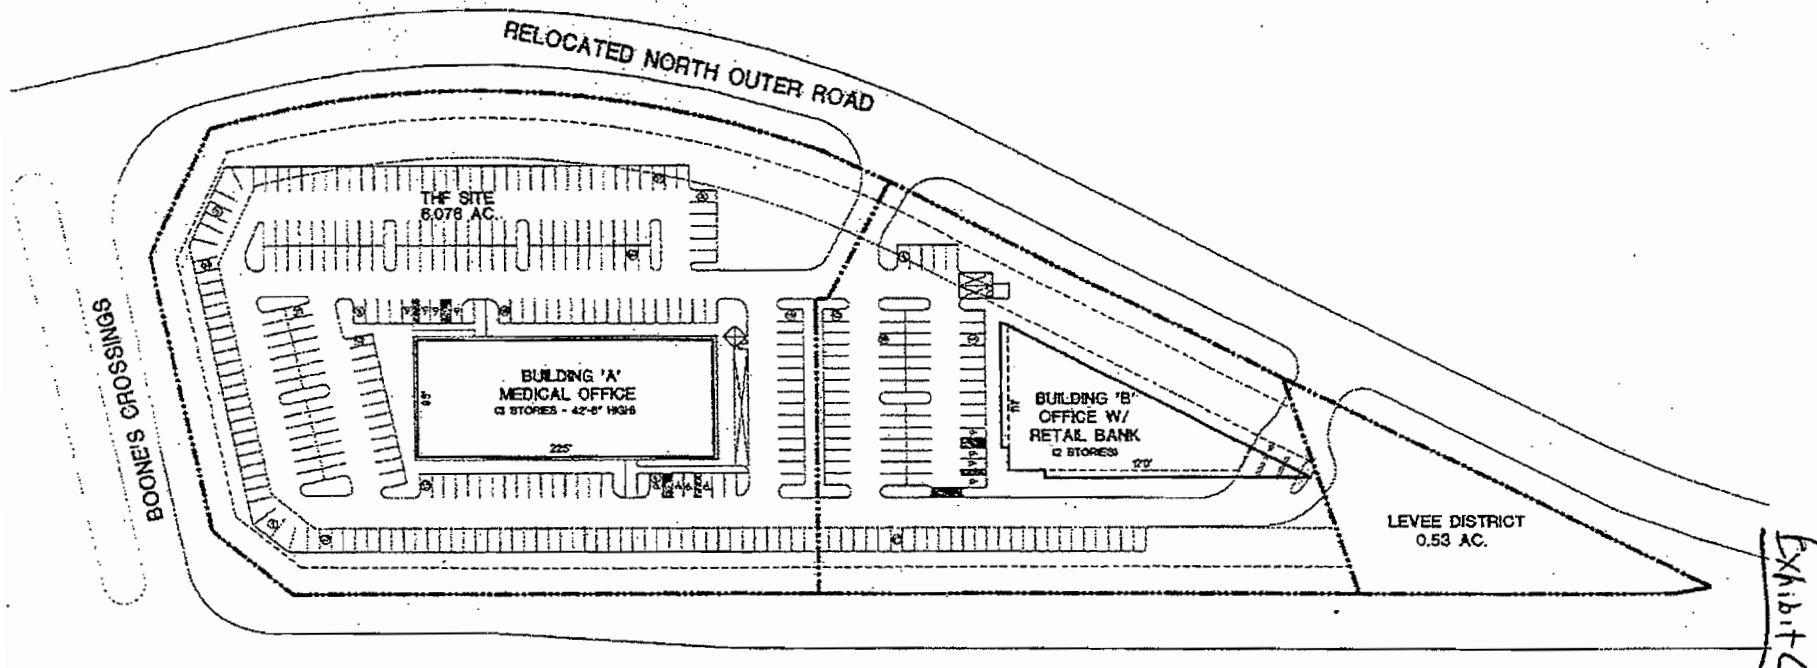 RELOCATED NORTH OUTER ROAD
THF SITE
6.076 AC.
BOONE'S CROSSINGS
BUILDING 'A'
MEDICAL OFFICE
(3 STORIES - 42'-6" HIGH)
225'
BUILDING 'B'
OFFICE W/
RETAIL BANK
(2 STORIES)
LEVEE DISTRICT
0.53 AC.
Exhibit